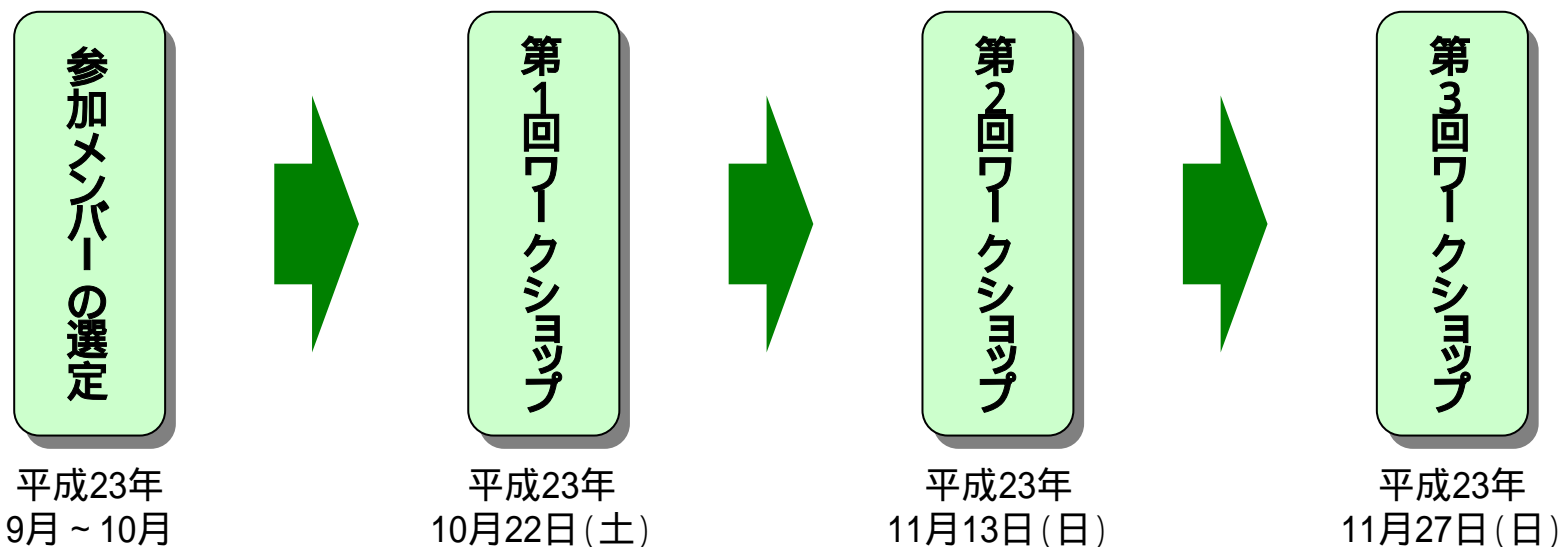 参加メンバーの選定
平成23年
9月~10月
第1回ワークショップ
平成23年
10月22日(土)
第2回ワークショップ
平成23年
11月13日(日)
第3回ワークショップ
平成23年
11月27日(日)